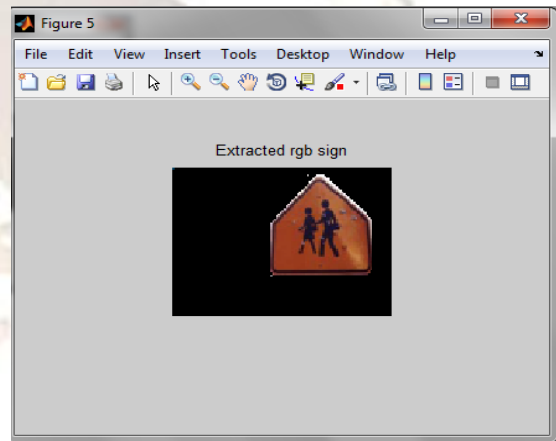 Figure 5
File Edit View Insert Tools Desktop Window Help
Extracted rgb sign